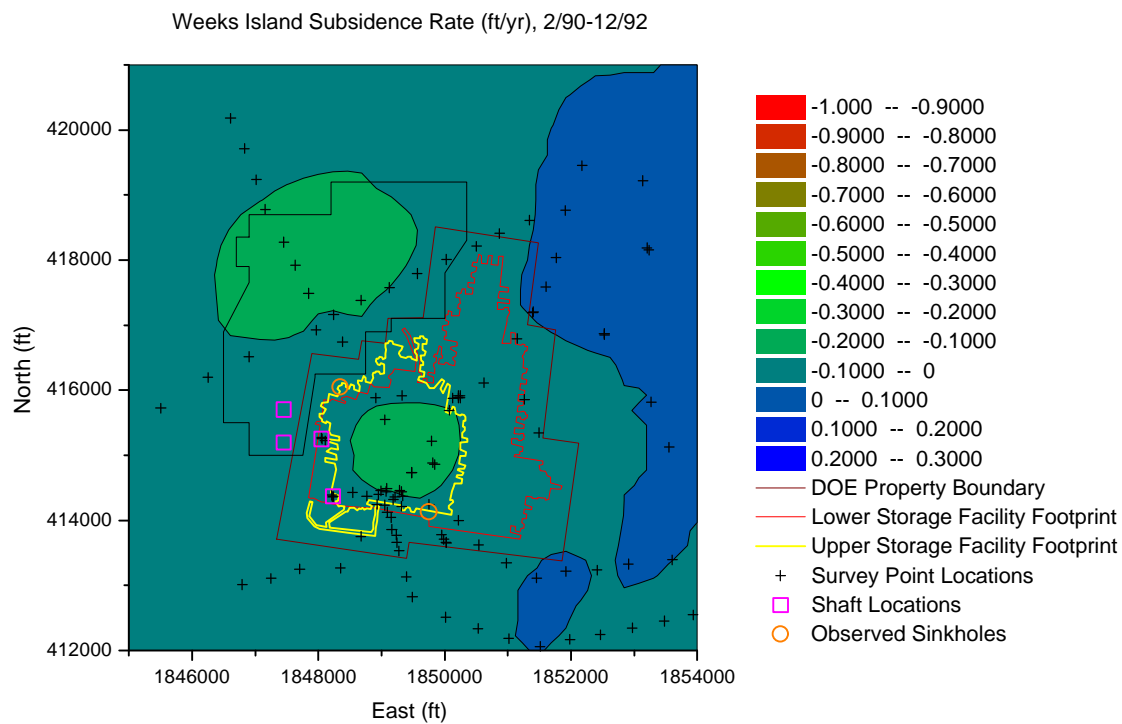 Weeks Island Subsidence Rate (ft/yr), 2/90-12/92
420000
418000
416000
414000
412000
North (ft)
1846000 1848000 1850000 1852000 1854000
East (ft)
-1.000 -- -0.9000
-0.9000 -- -0.8000
-0.8000 -- -0.7000
-0.7000 -- -0.6000
-0.6000 -- -0.5000
-0.5000 -- -0.4000
-0.4000 -- -0.3000
-0.3000 -- -0.2000
-0.2000 -- -0.1000
-0.1000 -- 0
0 -- 0.1000
0.1000 -- 0.2000
0.2000 -- 0.3000
DOE Property Boundary
Lower Storage Facility Footprint
Upper Storage Facility Footprint
Survey Point Locations
Shaft Locations
Observed Sinkholes